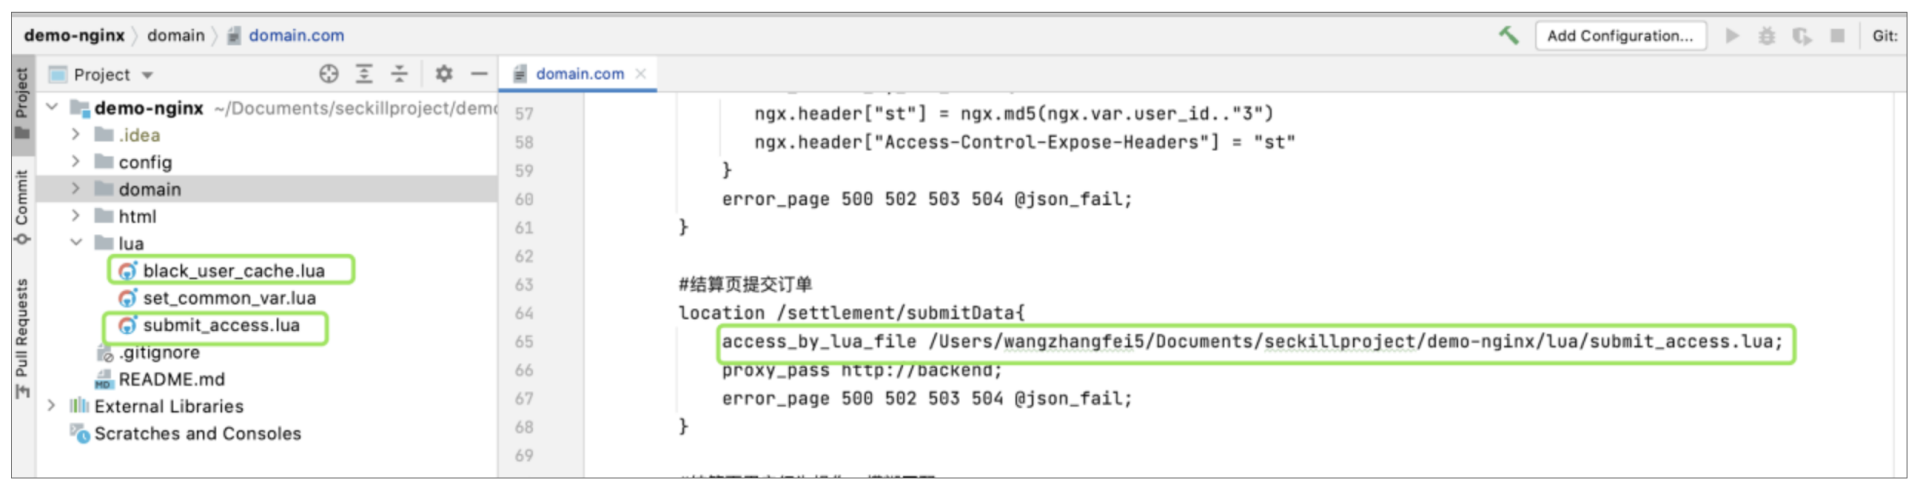 demo-nginx 〉 domain 〉 domain.com
Add Configuration...
Git:
Project
Commit
Pull Requests
Project
demo-nginx ~/Documents/seckillproject/demo
.idea
config
domain
html
lua
black_user_cache.lua
set_common_var.lua
submit_access.lua
.gitignore
README.md
External Libraries
Scratches and Consoles
domain.com
57 ngx.header["st"] = ngx.md5(ngx.var.user_id.."3")
58 ngx.header["Access-Control-Expose-Headers"] = "st"
59 }
60 error_page 500 502 503 504 @json_fail;
61 }
62
63 #结算页提交订单
64 location /settlement/submitData{
65 access_by_lua_file /Users/wangzhangfei5/Documents/seckillproject/demo-nginx/lua/submit_access.lua;
66 proxy_pass http://backend;
67 error_page 500 502 503 504 @json_fail;
68 }
69